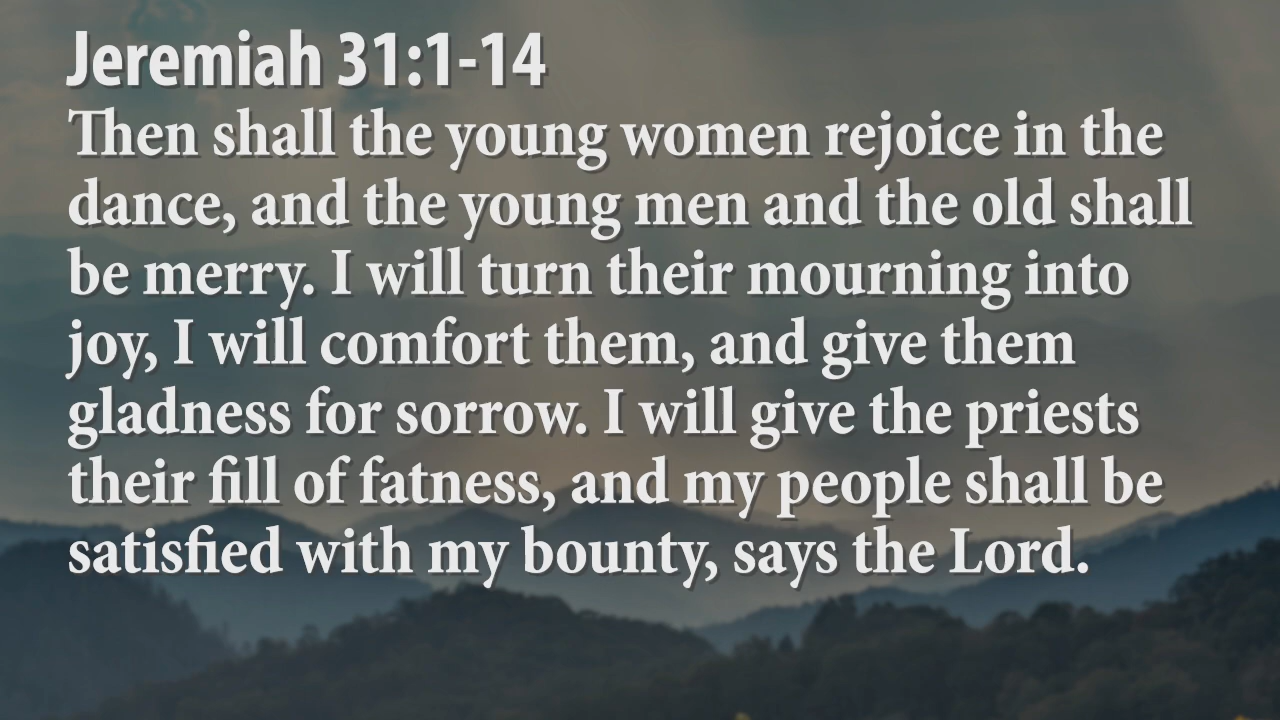 Jeremiah 31:1-14
Then shall the young women rejoice in the
dance, and the young men and the old shall
be merry. I will turn their mourning into
joy, I will comfort them, and give them
gladness for sorrow. I will give the priests
their fill of fatness, and my people shall be
satisfied with my bounty, says the Lord.